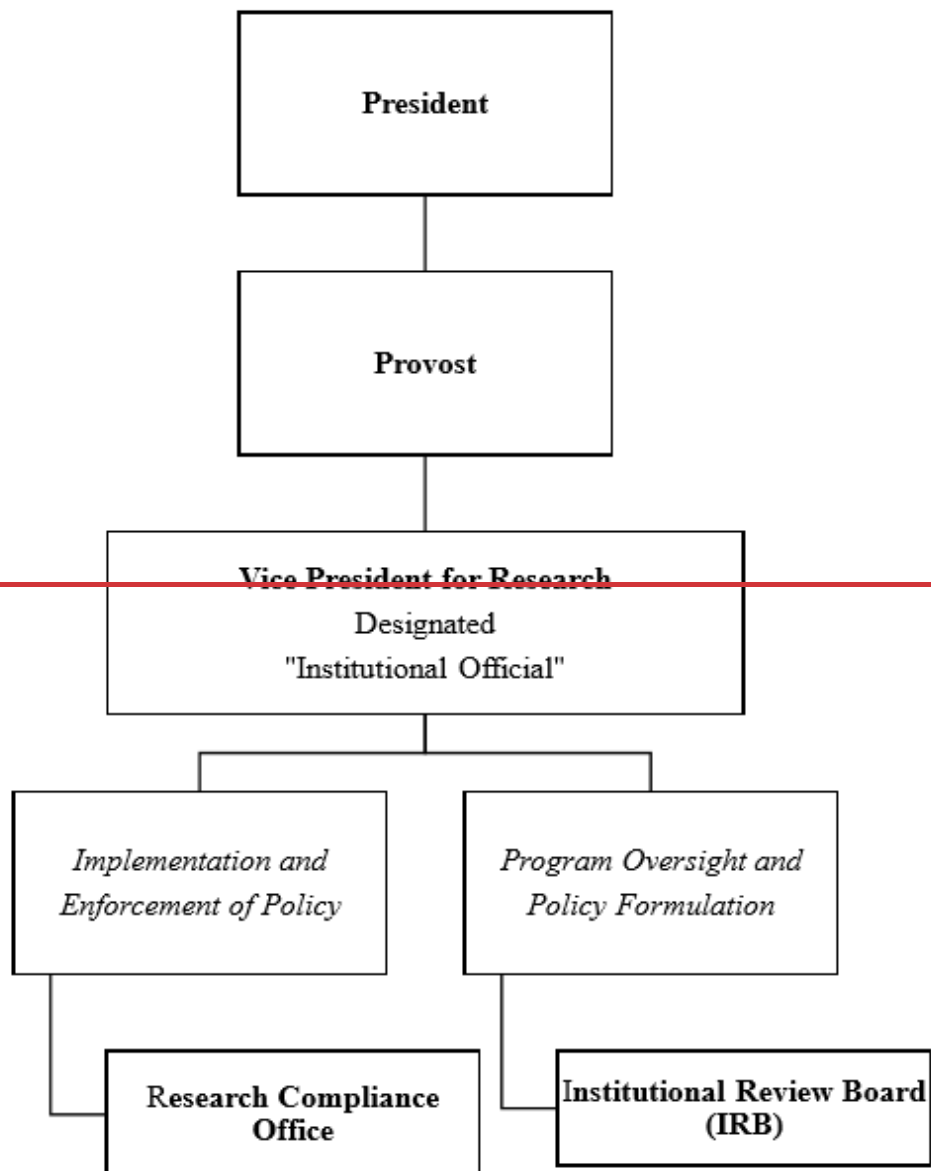 President
Provost
Vice President for Research
Designated
"Institutional Official"
Implementation and
Enforcement of Policy
Program Oversight and
Policy Formulation
Research Compliance
Office
Institutional Review Board
(IRB)